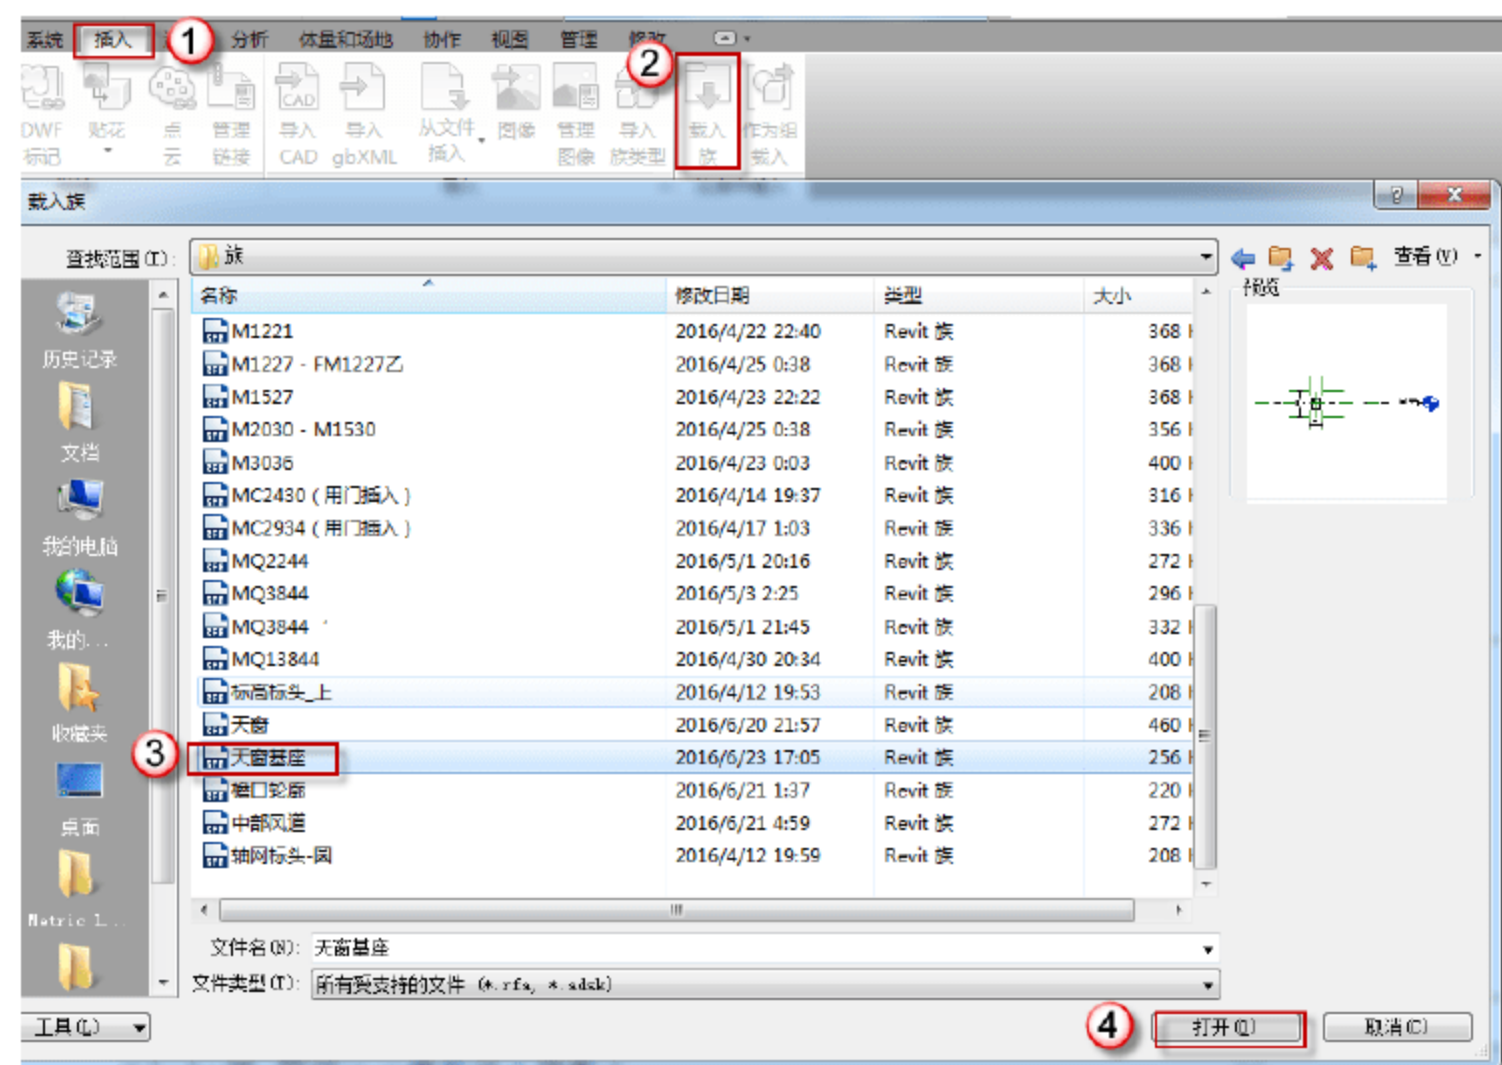 系统 插入 ① 分析 体量和场地 协作 视图 管理 修改
②
DWF 贴花 点 管理 导入 导入 从文件 图像 管理 导入 载入 作为组
标记 云 链接 CAD gbXML 插入 图像 族类型 族 载入
载入族
查找范围(I): 族 查看(V)
名称 修改日期 类型 大小 预览
M1221 2016/4/22 22:40 Revit 族 368
M1227 - FM1227乙 2016/4/25 0:38 Revit 族 368
M1527 2016/4/23 22:22 Revit 族 368
M2030 - M1530 2016/4/25 0:38 Revit 族 356
M3036 2016/4/23 0:03 Revit 族 400
MC2430 ( 用门插入 ) 2016/4/14 19:37 Revit 族 316
MC2934 ( 用门插入 ) 2016/4/17 1:03 Revit 族 336
MQ2244 2016/5/1 20:16 Revit 族 272
MQ3844 2016/5/3 2:25 Revit 族 296
MQ3844 ' 2016/5/1 21:45 Revit 族 332
MQ13844 2016/4/30 20:34 Revit 族 400
标高标头_上 2016/4/12 19:53 Revit 族 208
天窗 2016/6/20 21:57 Revit 族 460
③ 天窗基座 2016/6/23 17:05 Revit 族 256
檐口轮廓 2016/6/21 1:37 Revit 族 220
中部风道 2016/6/21 4:59 Revit 族 272
轴网标头-圆 2016/4/12 19:59 Revit 族 208
历史记录
文档
我的电脑
我的...
收藏夹
桌面
Metric L...
文件名(N): 天窗基座
文件类型(T): 所有受支持的文件 (*.rfa, *.adsk)
工具(L) ④ 打开(O) 取消(C)